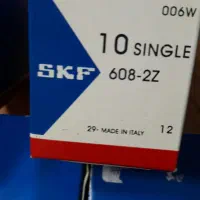 006W
10 SINGLE
SKF 608-2Z
29- MADE IN ITALY 12